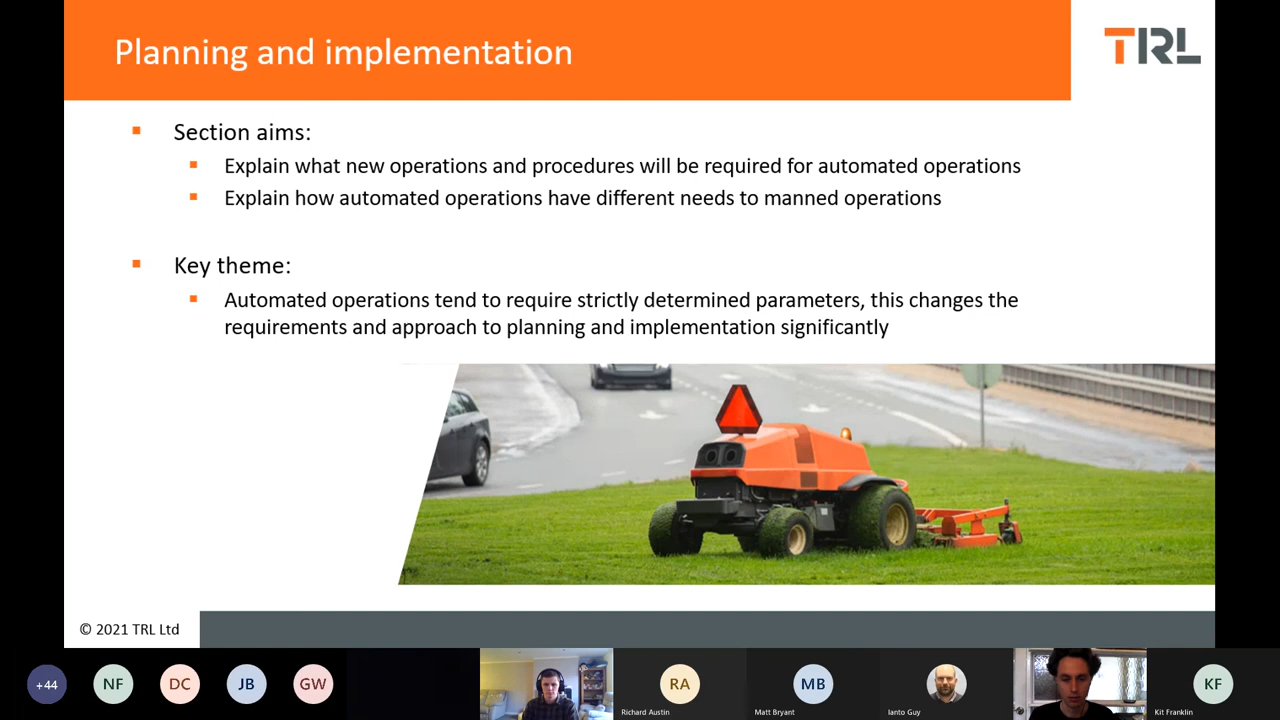 Planning and implementation
TRL
Section aims:
Explain what new operations and procedures will be required for automated operations
Explain how automated operations have different needs to manned operations
Key theme:
Automated operations tend to require strictly determined parameters, this changes the
requirements and approach to planning and implementation significantly
© 2021 TRL Ltd
+44
NF
DC
JB
GW
RA
MB
KF
Richard Austin
Matt Bryant
Ianto Guy
Kit Franklin